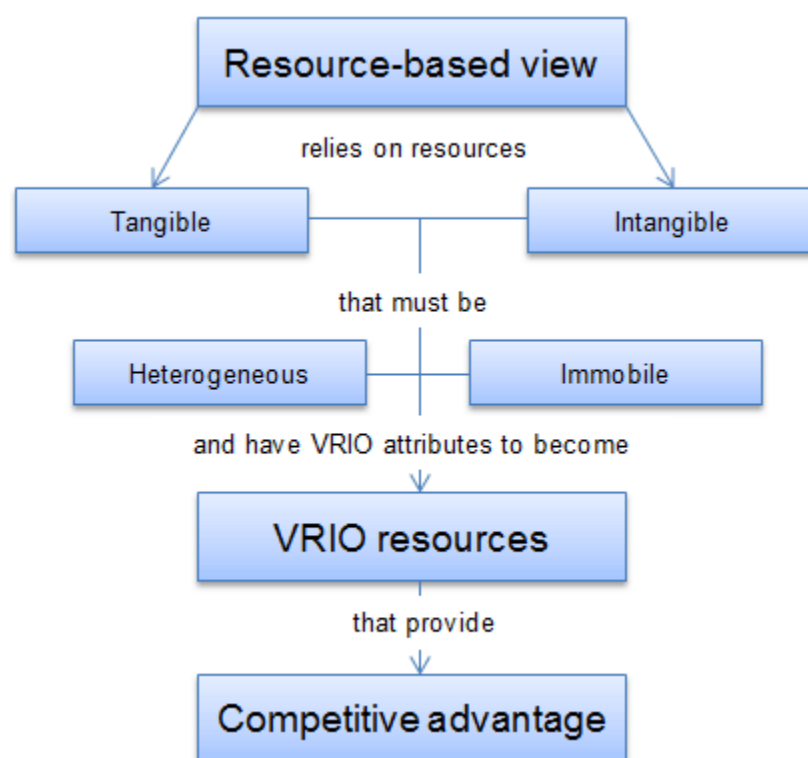 Resource-based view
relies on resources
Tangible
Intangible
that must be
Heterogeneous
Immobile
and have VRIO attributes to become
VRIO resources
that provide
Competitive advantage